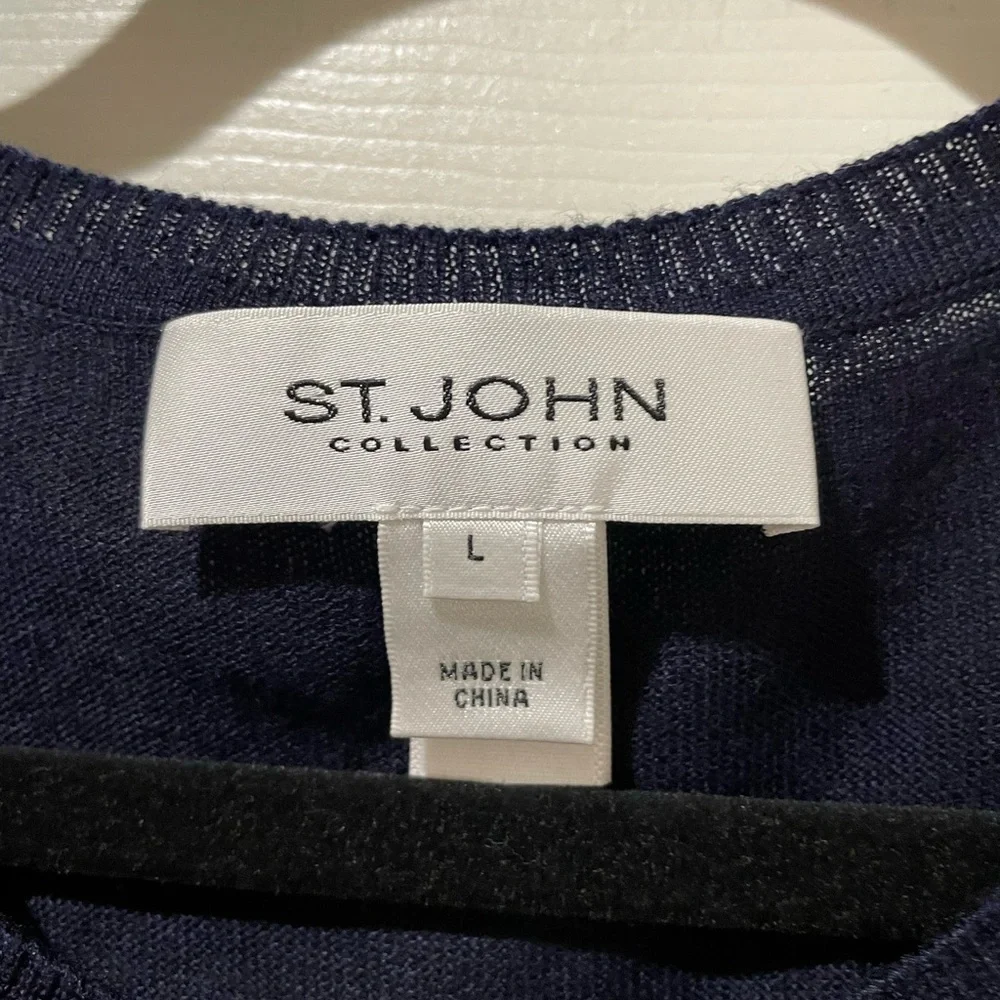 ST. JOHN
COLLECTION
L
MADE IN
CHINA